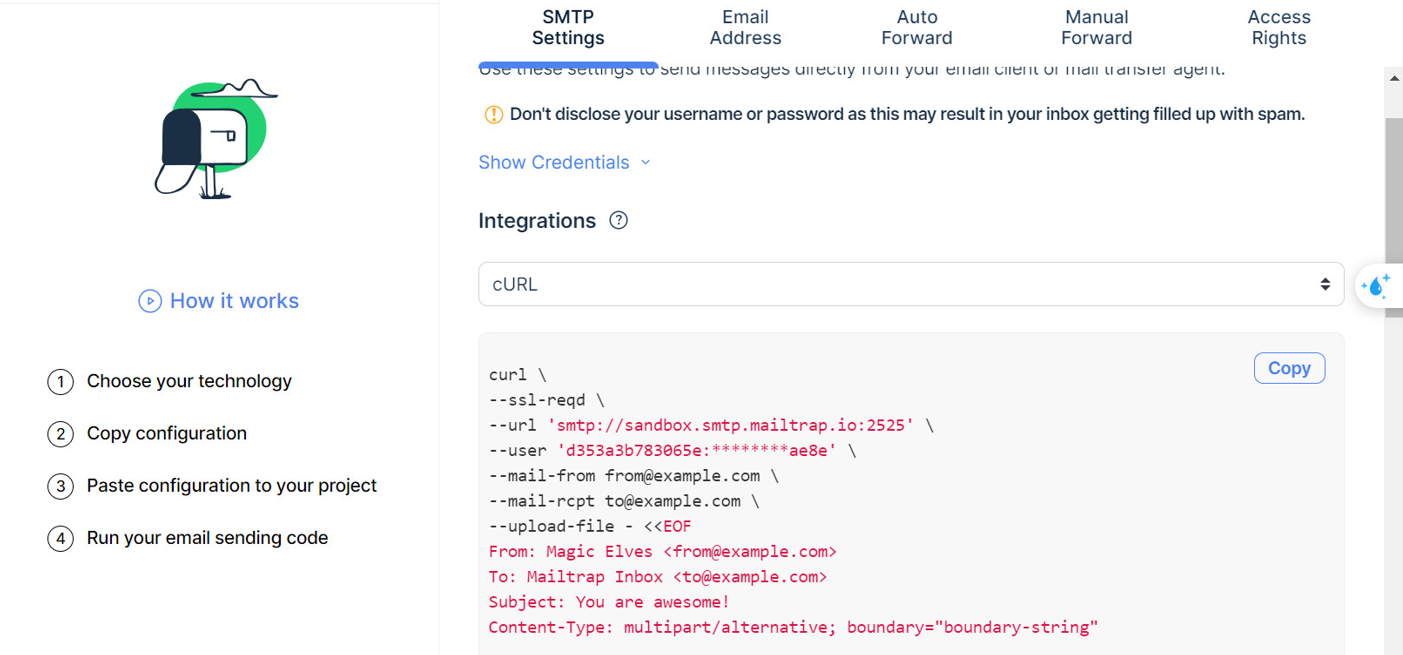 SMTP
Settings
Email
Address
Auto
Forward
Manual
Forward
Access
Rights
Use these settings to send messages directly from your email client or mail transfer agent.
Don't disclose your username or password as this may result in your inbox getting filled up with spam.
Show Credentials
Integrations ?
cURL
Copy
curl \
--ssl-reqd \
--url 'smtp://sandbox.smtp.mailtrap.io:2525' \
--user 'd353a3b783065e:********ae8e' \
--mail-from from@example.com \
--mail-rcpt to@example.com \
--upload-file - <<EOF
From: Magic Elves <from@example.com>
To: Mailtrap Inbox <to@example.com>
Subject: You are awesome!
Content-Type: multipart/alternative; boundary="boundary-string"
How it works
1 Choose your technology
2 Copy configuration
3 Paste configuration to your project
4 Run your email sending code